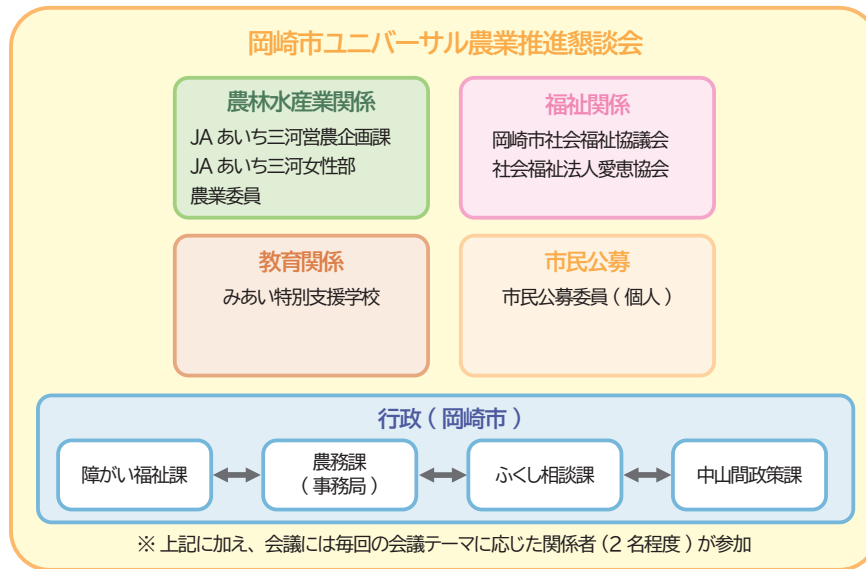 岡崎市ユニバーサル農業推進懇談会
農林水産業関係
JA あいち三河営農企画課
JA あいち三河女性部
農業委員
福祉関係
岡崎市社会福祉協議会
社会福祉法人愛恵協会
教育関係
みあい特別支援学校
市民公募
市民公募委員 ( 個人 )
行政 ( 岡崎市 )
障がい福祉課
農務課
( 事務局 )
ふくし相談課
中山間政策課
※ 上記に加え、会議には毎回の会議テーマに応じた関係者 (2 名程度 ) が参加